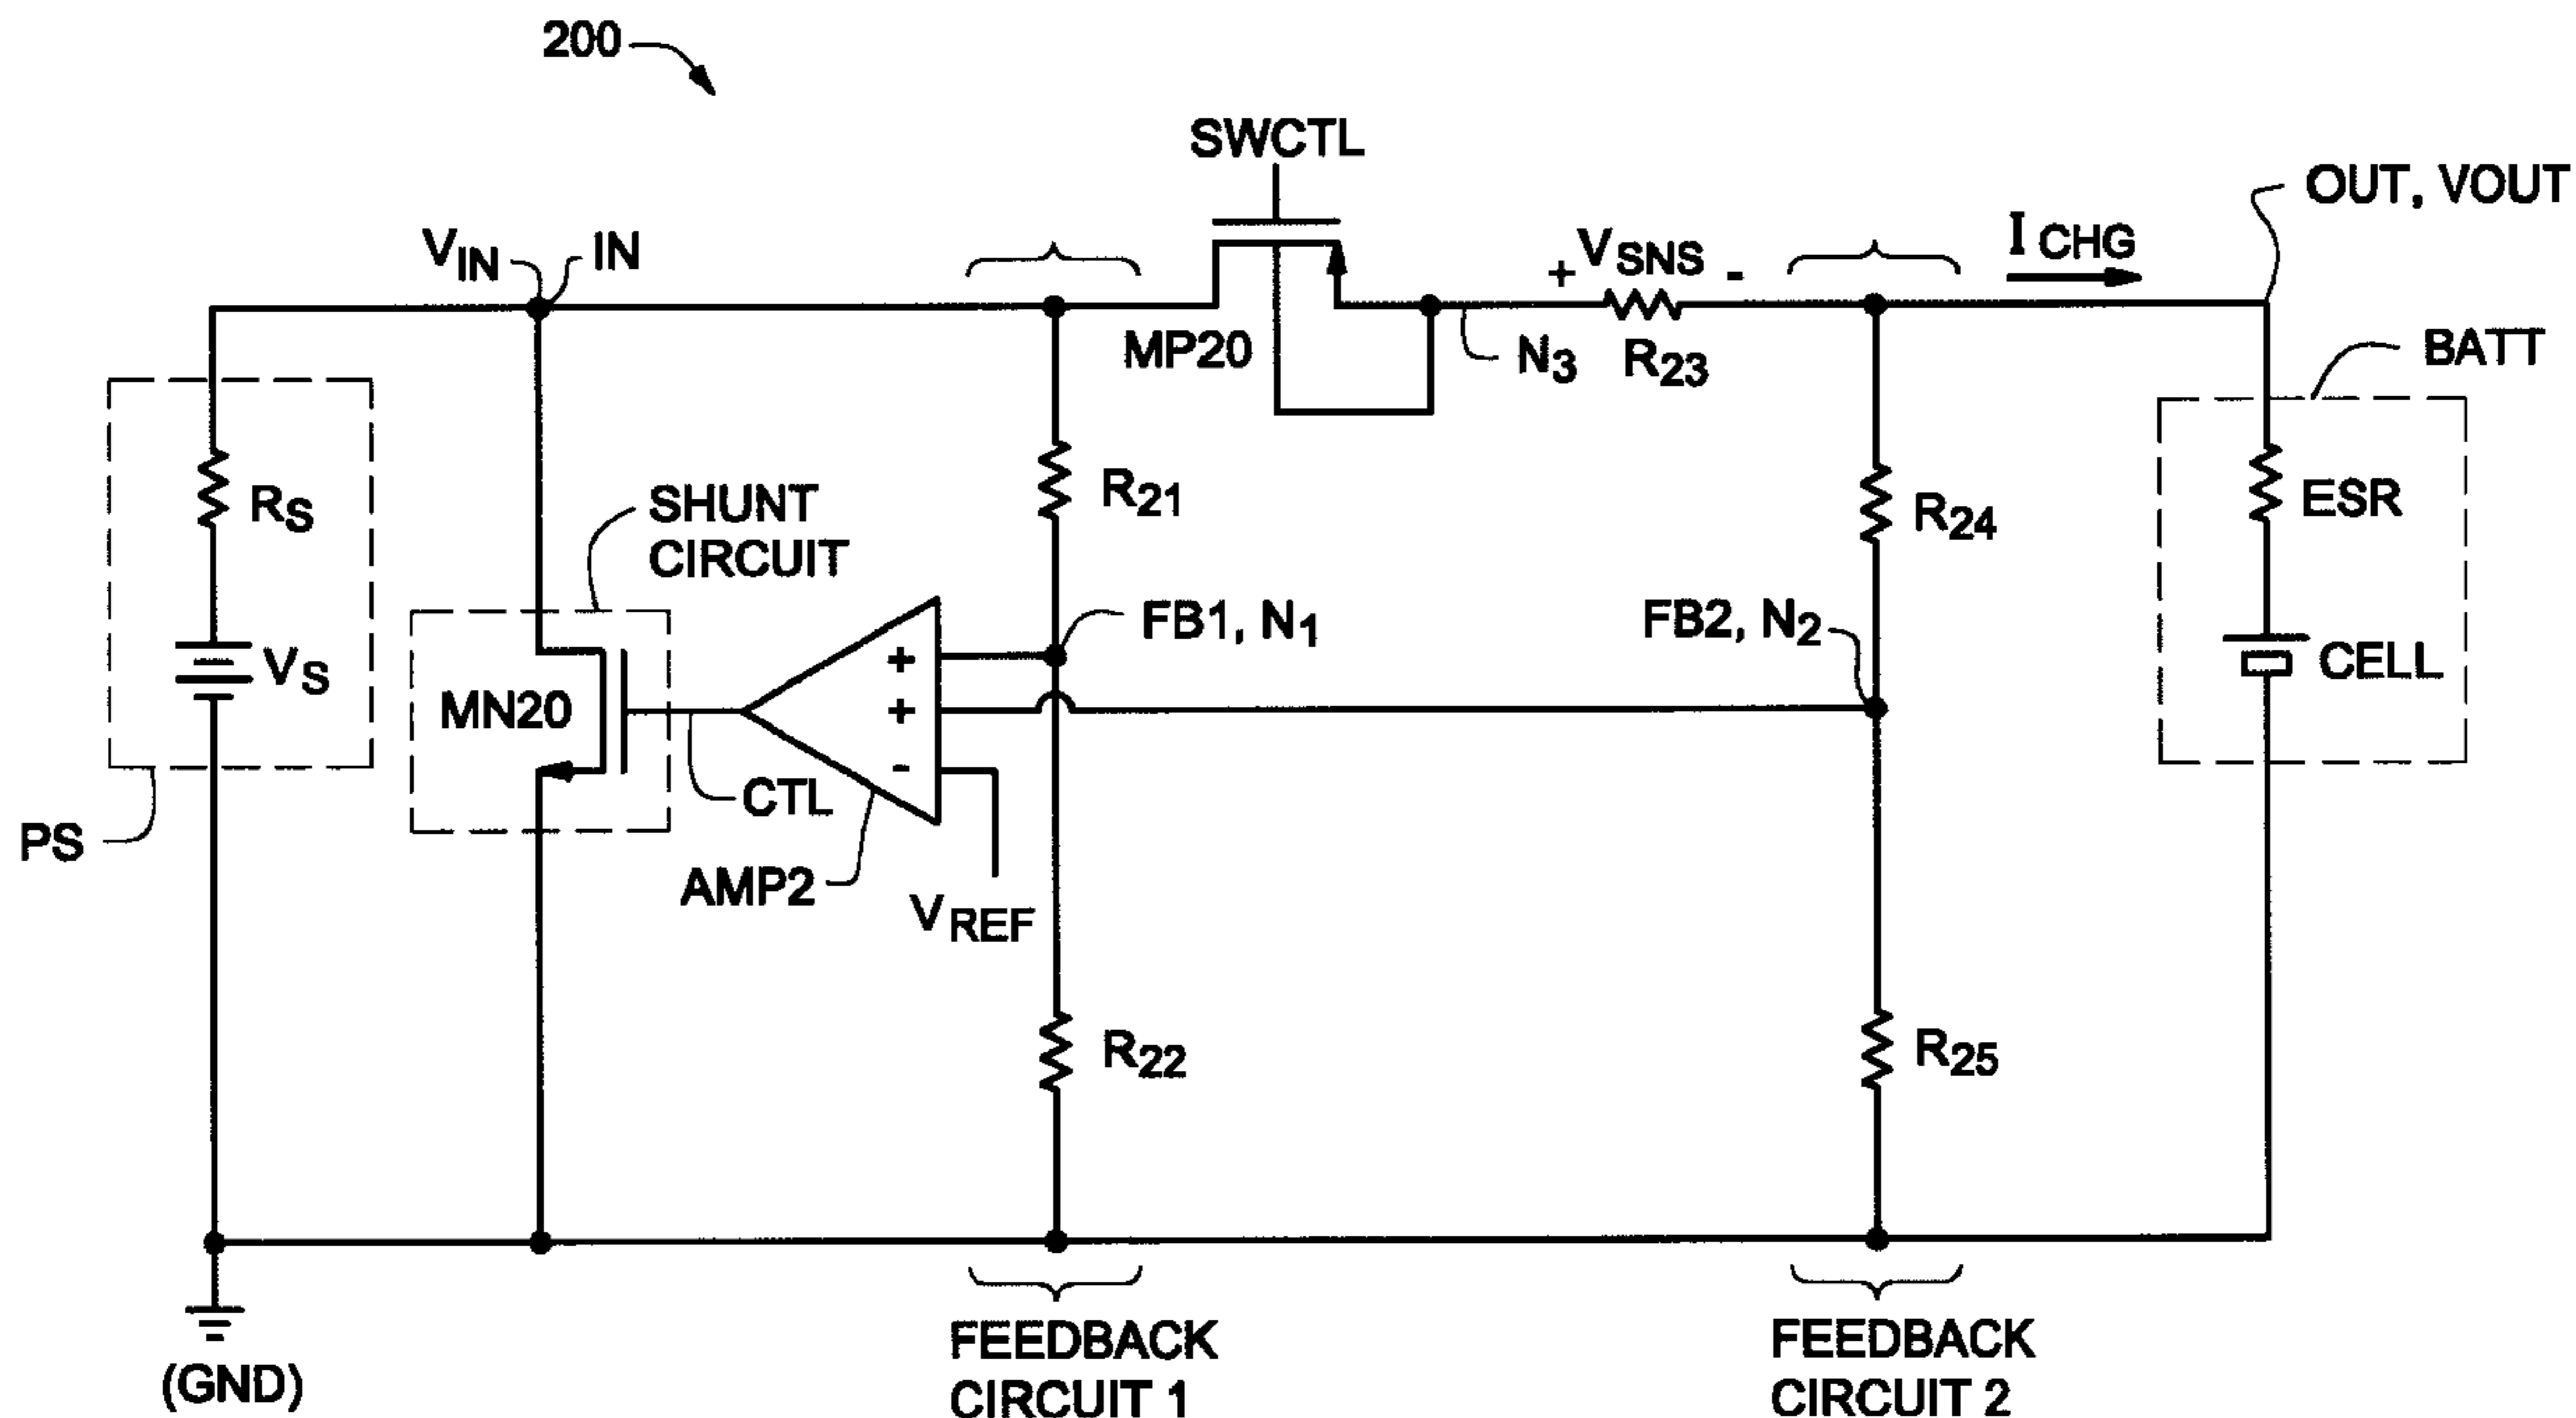 200
SWCTL
OUT, VOUT
VIN
IN
+ VSNS -
ICHG
MP20
N3
R23
BATT
RS
SHUNT
CIRCUIT
R21
R24
ESR
FB1, N1
FB2, N2
VS
MN20
+
+
-
CELL
CTL
PS
AMP2
VREF
R22
R25
(GND)
FEEDBACK
CIRCUIT 1
FEEDBACK
CIRCUIT 2